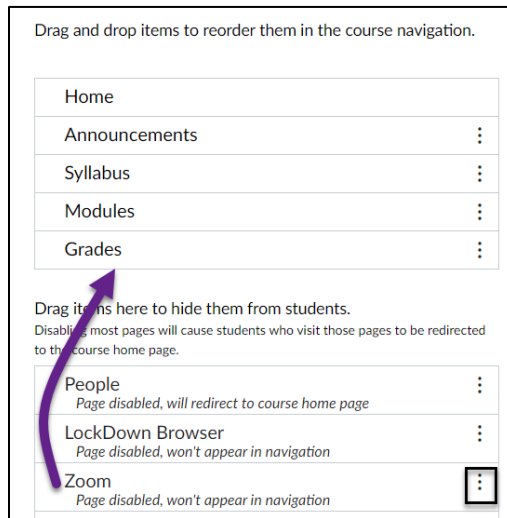 Drag and drop items to reorder them in the course navigation.
Home
Announcements
Syllabus
Modules
Grades
Drag items here to hide them from students.
Disabling most pages will cause students who visit those pages to be redirected
to the course home page.
People
Page disabled, will redirect to course home page
LockDown Browser
Page disabled, won't appear in navigation
Zoom
Page disabled, won't appear in navigation